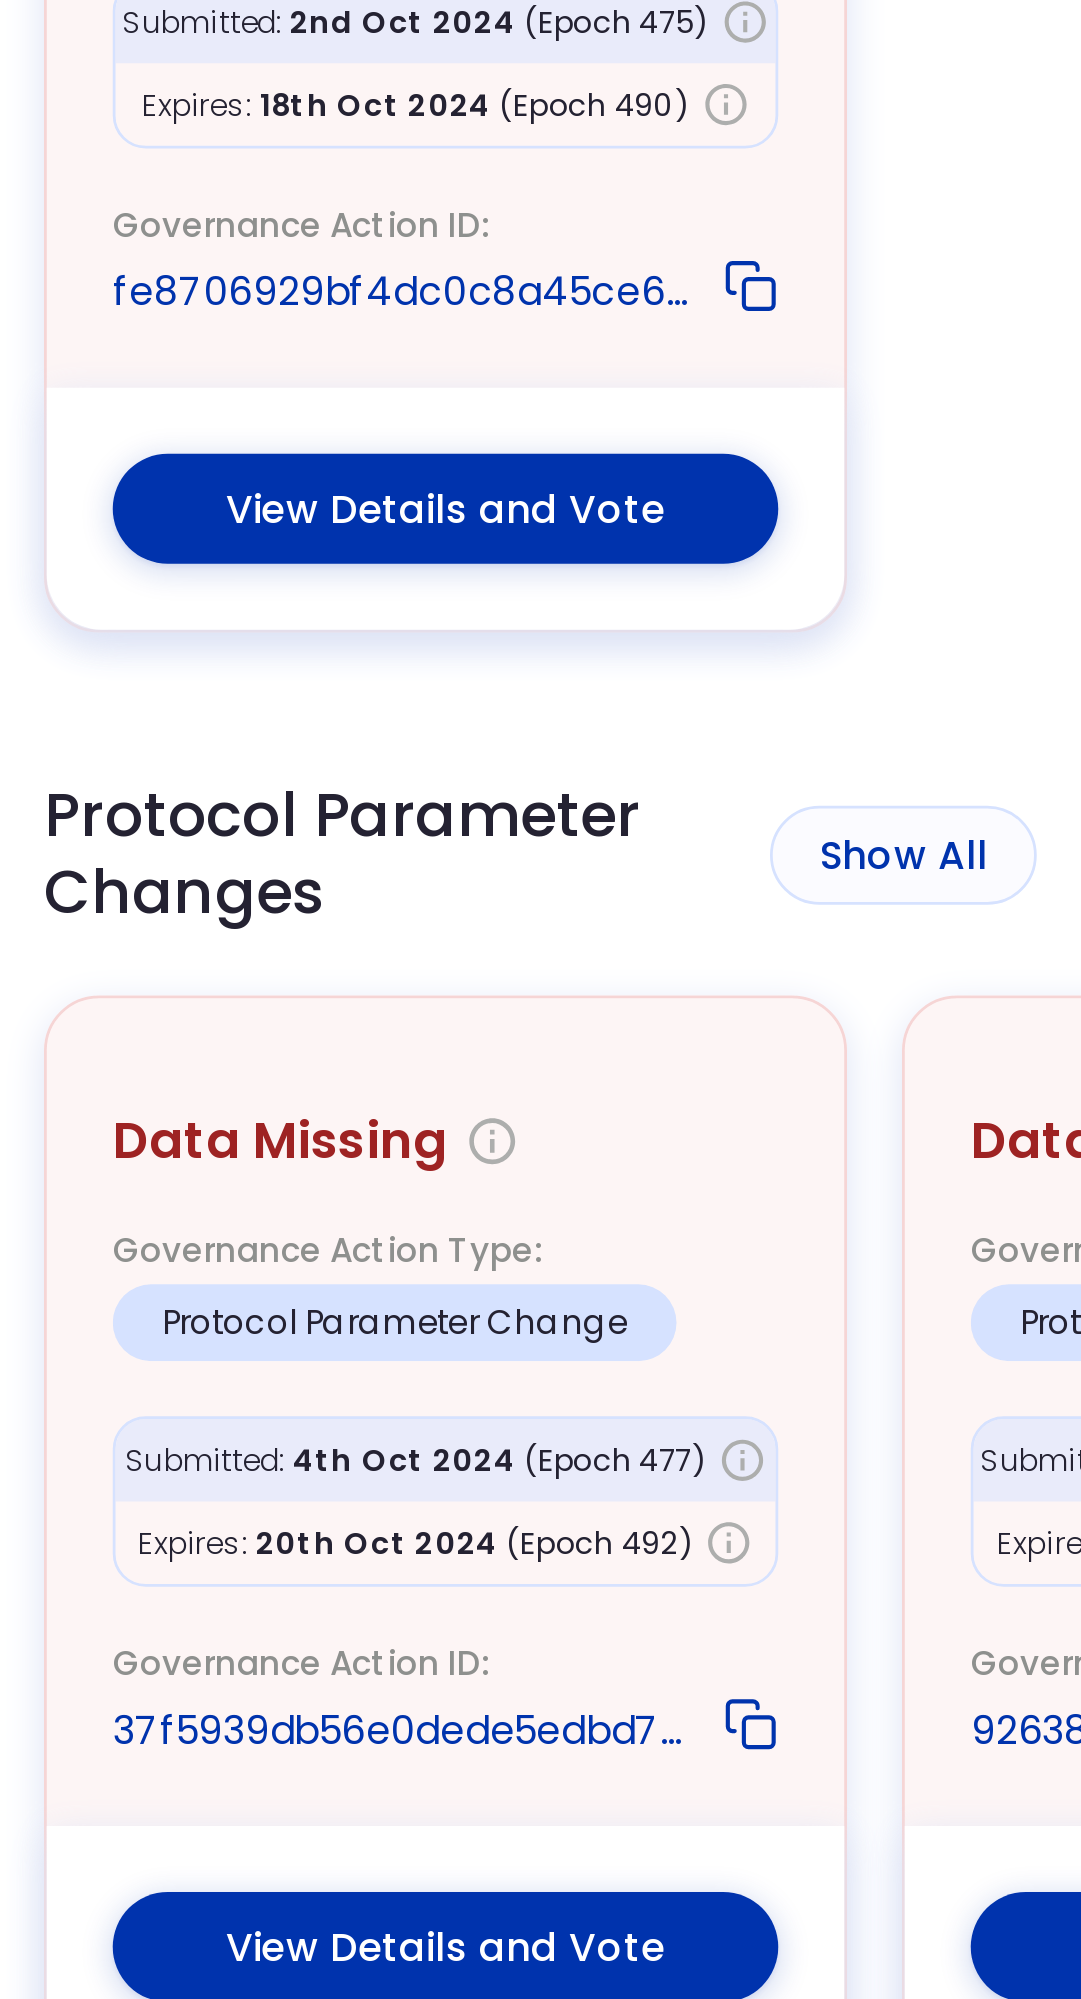 Submitted: 2nd Oct 2024 (Epoch 475)
Expires: 18th Oct 2024 (Epoch 490)
Governance Action ID:
fe8706929bf4dc0c8a45ce6...
View Details and Vote
Protocol Parameter
Changes
Show All
Data Missing
Governance Action Type:
Protocol Parameter Change
Submitted: 4th Oct 2024 (Epoch 477)
Expires: 20th Oct 2024 (Epoch 492)
Governance Action ID:
37f5939db56e0dede5edbd7...
View Details and Vote